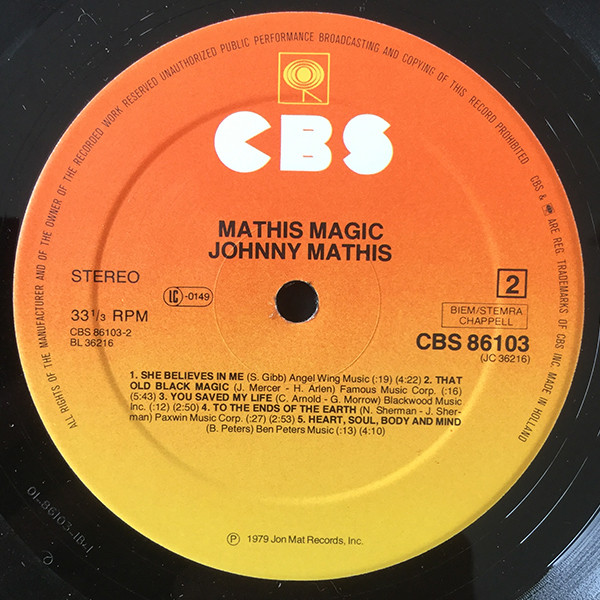 ALL RIGHTS OF THE MANUFACTURER AND OF THE OWNER OF THE RECORDED WORK RESERVED UNAUTHORIZED PUBLIC PERFORMANCE BROADCASTING AND COPYING OF THIS RECORD PROHIBITED
CBS & ARE REG. TRADEMARKS OF CBS INC. MADE IN HOLLAND
CBS
MATHIS MAGIC
JOHNNY MATHIS
STEREO
LC -0149
2
33⅓ RPM
BIEM/STEMRA
CHAPPELL
CBS 86103-2
BL 36216
CBS 86103
(JC 36216)
1. SHE BELIEVES IN ME (S. Gibb) Angel Wing Music (:19) (4:22) 2. THAT
OLD BLACK MAGIC (J. Mercer - H. Arlen) Famous Music Corp. (:16)
(5:43) 3. YOU SAVED MY LIFE (C. Arnold - G. Morrow) Blackwood Music
Inc. (:12) (2:50) 4. TO THE ENDS OF THE EARTH (N. Sherman - J. Sher-
man) Paxwin Music Corp. (:27) (2:53) 5. HEART, SOUL, BODY AND MIND
(B. Peters) Ben Peters Music (:13) (4:10)
℗ 1979 Jon Mat Records, Inc.